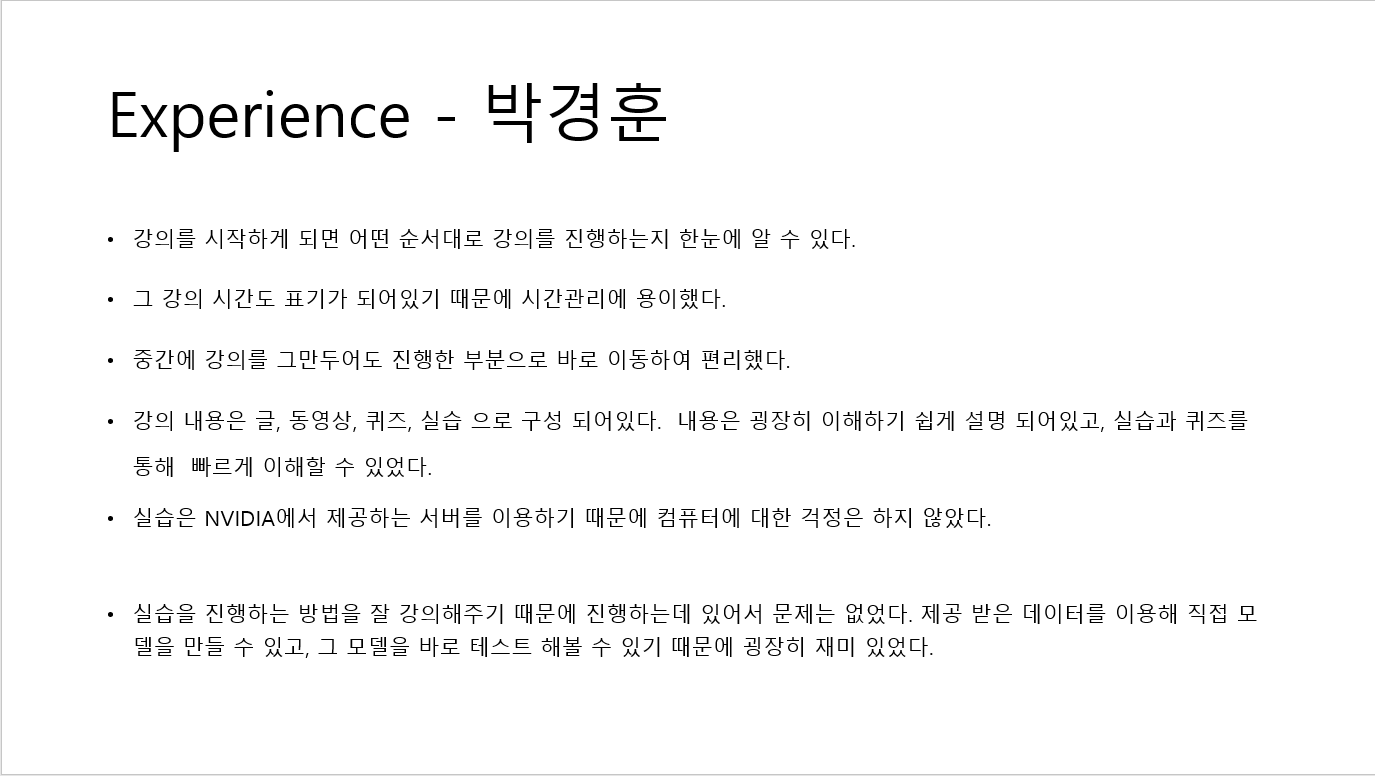 Experience - 박경훈
• 강의를 시작하게 되면 어떤 순서대로 강의를 진행하는지 한눈에 알 수 있다.
• 그 강의 시간도 표기가 되어있기 때문에 시간관리에 용이했다.
• 중간에 강의를 그만두어도 진행한 부분으로 바로 이동하여 편리했다.
• 강의 내용은 글, 동영상, 퀴즈, 실습 으로 구성 되어있다.  내용은 굉장히 이해하기 쉽게 설명 되어있고, 실습과 퀴즈를
통해  빠르게 이해할 수 있었다.
• 실습은 NVIDIA에서 제공하는 서버를 이용하기 때문에 컴퓨터에 대한 걱정은 하지 않았다.
• 실습을 진행하는 방법을 잘 강의해주기 때문에 진행하는데 있어서 문제는 없었다. 제공 받은 데이터를 이용해 직접 모
델을 만들 수 있고, 그 모델을 바로 테스트 해볼 수 있기 때문에 굉장히 재미 있었다.